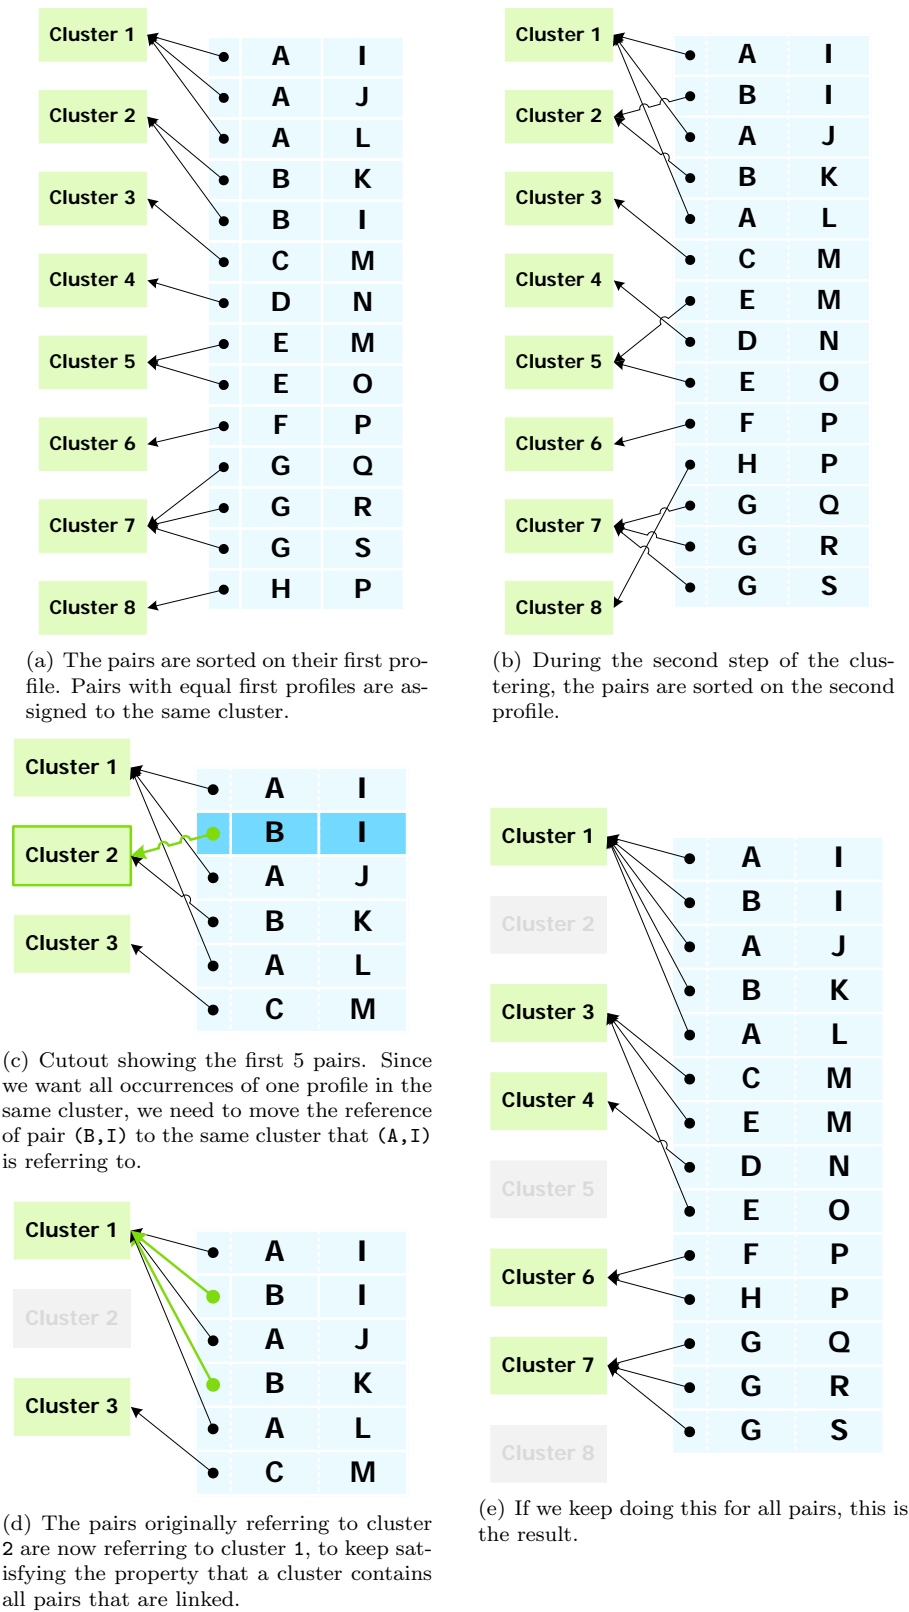 Cluster 1
Cluster 2
Cluster 3
Cluster 4
Cluster 5
Cluster 6
Cluster 7
Cluster 8
A I
A J
A L
B K
B I
C M
D N
E M
E O
F P
G Q
G R
G S
H P
(a) The pairs are sorted on their first pro-
file. Pairs with equal first profiles are as-
signed to the same cluster.
Cluster 1
Cluster 2
Cluster 3
Cluster 4
Cluster 5
Cluster 6
Cluster 7
Cluster 8
A I
B I
A J
B K
A L
C M
E M
D N
E O
F P
H P
G Q
G R
G S
(b) During the second step of the clus-
tering, the pairs are sorted on the second
profile.
Cluster 1
Cluster 2
Cluster 3
A I
B I
A J
B K
A L
C M
(c) Cutout showing the first 5 pairs. Since
we want all occurrences of one profile in the
same cluster, we need to move the reference
of pair (B,I) to the same cluster that (A,I)
is referring to.
Cluster 1
Cluster 2
Cluster 3
A I
B I
A J
B K
A L
C M
(d) The pairs originally referring to cluster
2 are now referring to cluster 1, to keep sat-
isfying the property that a cluster contains
all pairs that are linked.
Cluster 1
Cluster 2
Cluster 3
Cluster 4
Cluster 5
Cluster 6
Cluster 7
Cluster 8
A I
B I
A J
B K
A L
C M
E M
D N
E O
F P
H P
G Q
G R
G S
(e) If we keep doing this for all pairs, this is
the result.